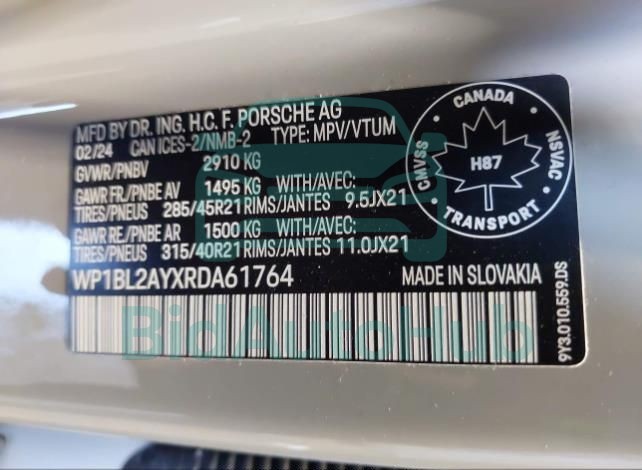 MFD BY DR. ING. H.C. F. PORSCHE AG
02/24 CAN ICES-2/NMB-2 TYPE: MPV/VTUM
GVWR/PNBV 2910 KG
GAWR FR/PNBE AV 1495 KG WITH/AVEC:
TIRES/PNEUS 285/45R21 RIMS/JANTES 9.5JX21
GAWR RE/PNBE AR 1500 KG WITH/AVEC:
TIRES/PNEUS 315/40R21 RIMS/JANTES 11.0JX21
WP1BL2AYXRDA61764 MADE IN SLOVAKIA
CANADA
CMVSS H87 NSVAC
TRANSPORT
9Y3.010.559.DS
BidAutoHub